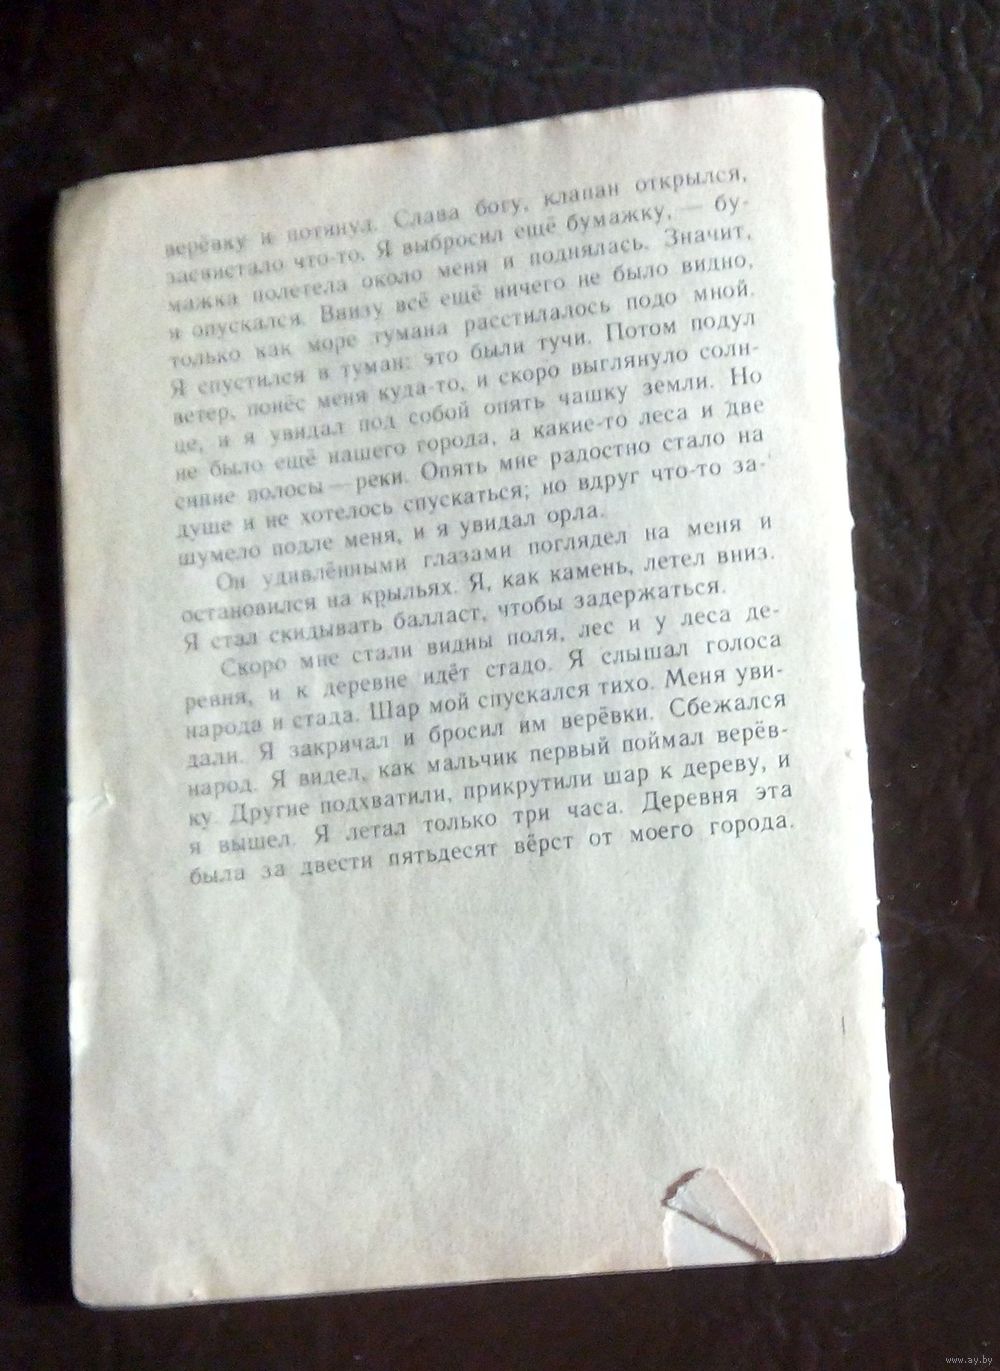 верёвку и потянул. Слава богу, клапан открылся,
засвистало что-то. Я выбросил ещё бумажку, — бу-
мажка полетела около меня и поднялась. Значит,
я опускался. Внизу всё ещё ничего не было видно,
только как море тумана расстилалось подо мной.
Я спустился в туман: это были тучи. Потом подул
ветер, понёс меня куда-то, и скоро выглянуло солн-
це, и я увидал под собой опять чашку земли. Но
не было ещё нашего города, а какие-то леса и две
синие полосы — реки. Опять мне радостно стало на
душе и не хотелось спускаться; но вдруг что-то за-
шумело подле меня, и я увидал орла.
Он удивлёнными глазами поглядел на меня и
остановился на крыльях. Я, как камень, летел вниз.
Я стал скидывать балласт, чтобы задержаться.
Скоро мне стали видны поля, лес и у леса де-
ревня, и к деревне идёт стадо. Я слышал голоса
народа и стада. Шар мой спускался тихо. Меня уви-
дали. Я закричал и бросил им верёвки. Сбежался
народ. Я видел, как мальчик первый поймал верёв-
ку. Другие подхватили, прикрутили шар к дереву, и
я вышел. Я летал только три часа. Деревня эта
была за двести пятьдесят вёрст от моего города.
www.ay.by